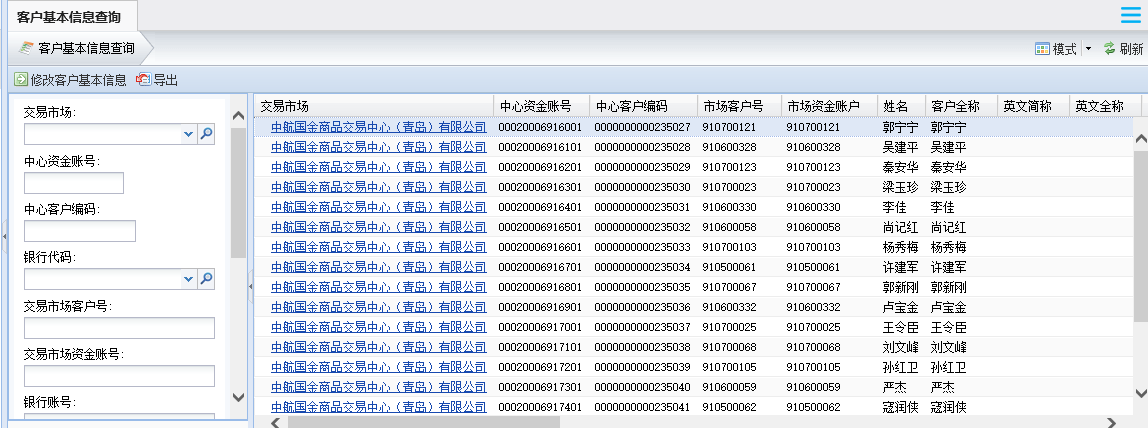 客户基本信息查询
客户基本信息查询 模式 刷新
修改客户基本信息 导出
交易市场:
中心资金账号:
中心客户编码:
银行代码:
交易市场客户号:
交易市场资金账号:
银行账号:
交易市场 中心资金账号 中心客户编码 市场客户号 市场资金账户 姓名 客户全称 英文简称 英文全称
中航国金商品交易中心（青岛）有限公司 00020006916001 0000000000235027 910700121 910700121 郭宁宁 郭宁宁
中航国金商品交易中心（青岛）有限公司 00020006916101 0000000000235028 910600328 910600328 吴建平 吴建平
中航国金商品交易中心（青岛）有限公司 00020006916201 0000000000235029 910700123 910700123 秦安华 秦安华
中航国金商品交易中心（青岛）有限公司 00020006916301 0000000000235030 910700023 910700023 梁玉珍 梁玉珍
中航国金商品交易中心（青岛）有限公司 00020006916401 0000000000235031 910600330 910600330 李佳 李佳
中航国金商品交易中心（青岛）有限公司 00020006916501 0000000000235032 910600058 910600058 尚记红 尚记红
中航国金商品交易中心（青岛）有限公司 00020006916601 0000000000235033 910700103 910700103 杨秀梅 杨秀梅
中航国金商品交易中心（青岛）有限公司 00020006916701 0000000000235034 910500061 910500061 许建军 许建军
中航国金商品交易中心（青岛）有限公司 00020006916801 0000000000235035 910700067 910700067 郭新刚 郭新刚
中航国金商品交易中心（青岛）有限公司 00020006916901 0000000000235036 910600332 910600332 卢宝金 卢宝金
中航国金商品交易中心（青岛）有限公司 00020006917001 0000000000235037 910700025 910700025 王令臣 王令臣
中航国金商品交易中心（青岛）有限公司 00020006917101 0000000000235038 910700068 910700068 刘文峰 刘文峰
中航国金商品交易中心（青岛）有限公司 00020006917201 0000000000235039 910700105 910700105 孙红卫 孙红卫
中航国金商品交易中心（青岛）有限公司 00020006917301 0000000000235040 910600059 910600059 严杰 严杰
中航国金商品交易中心（青岛）有限公司 00020006917401 0000000000235041 910500062 910500062 寇润侠 寇润侠